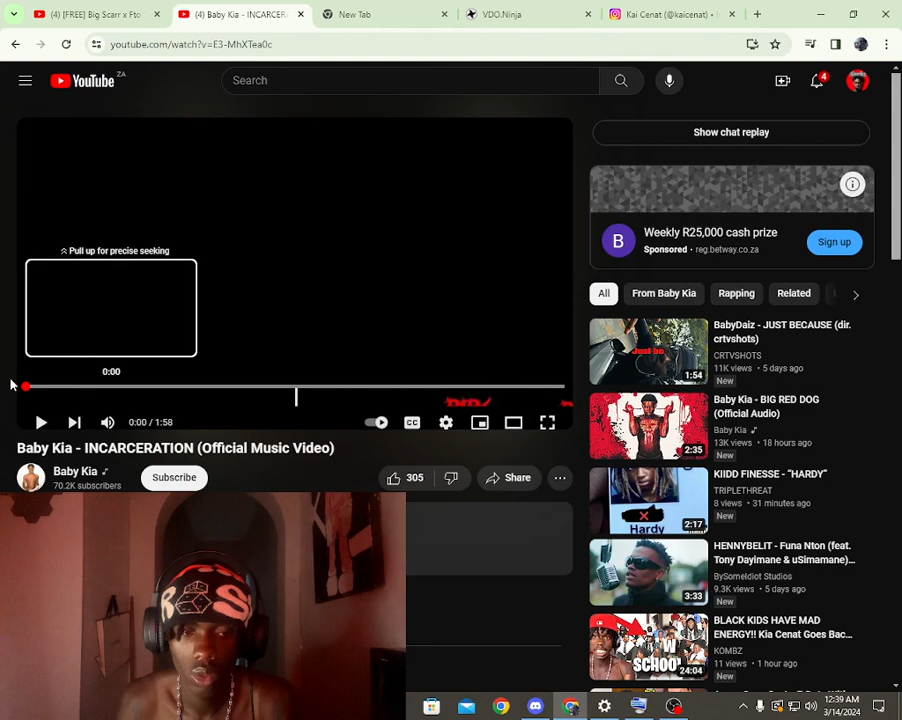 (4) [FREE] Big Scarr x Fto
(4) Baby Kia - INCARCER
New Tab
VDO.Ninja
Kai Cenat (@kaicenat) • I
youtube.com/watch?v=E3-MhXTea0c
YouTube ZA
Search
4
Show chat replay
Pull up for precise seeking
0:00
0:00 / 1:58
CC
B
Weekly R25,000 cash prize
Sponsored • reg.betway.co.za
Sign up
All
From Baby Kia
Rapping
Related
Baby Kia - INCARCERATION (Official Music Video)
Baby Kia
70.2K subscribers
Subscribe
305
Share
Just be
1:54
BabyDaiz - JUST BECAUSE (dir. crtvshots)
CRTVSHOTS
11K views • 5 days ago
New
2:35
Baby Kia - BIG RED DOG
(Official Audio)
Baby Kia
13K views • 18 hours ago
New
Hardy
2:17
KIDD FINESSE - “HARDY”
TRIPLETHREAT
8 views • 31 minutes ago
New
3:33
HENNYBELIT - Funa Nton (feat.
Tony Dayimane & uSimamane)...
BySomeIdiot Studios
9.3K views • 5 days ago
New
SCHOO
24:04
BLACK KIDS HAVE MAD
ENERGY!! Kia Cenat Goes Bac...
KOMBZ
11 views • 1 hour ago
New
12:39 AM
3/14/2024